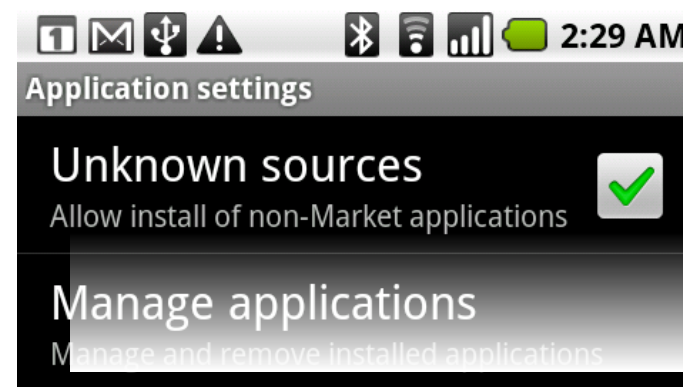 1 2:29 AM
Application settings
Unknown sources
Allow install of non-Market applications
Manage applications
Manage and remove installed applications